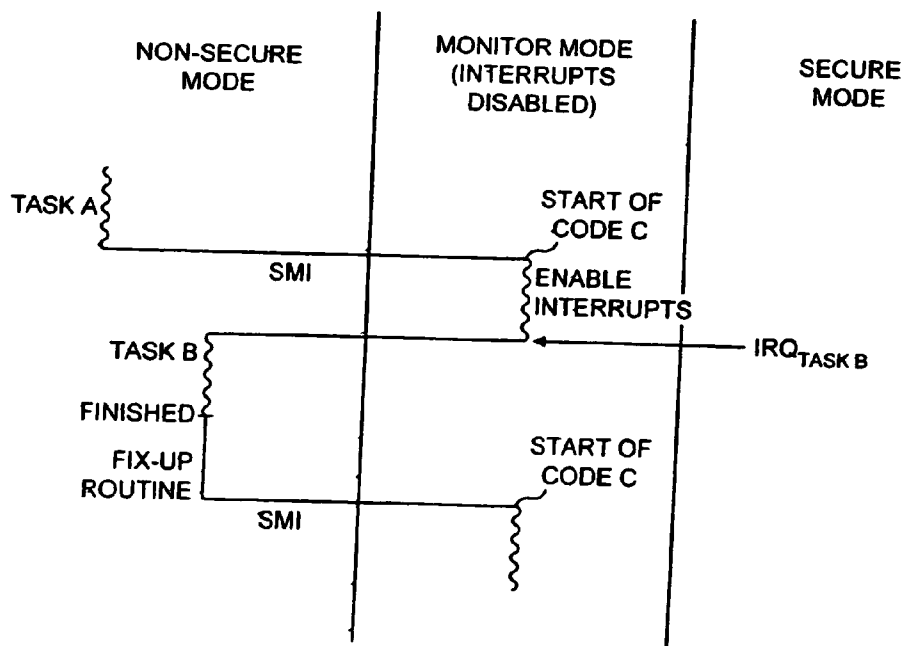 NON-SECURE
MODE
MONITOR MODE
(INTERRUPTS
DISABLED)
SECURE
MODE
TASK A
START OF
CODE C
SMI
ENABLE
INTERRUPTS
TASK B
IRQTASK B
FINISHED
FIX-UP
ROUTINE
START OF
CODE C
SMI